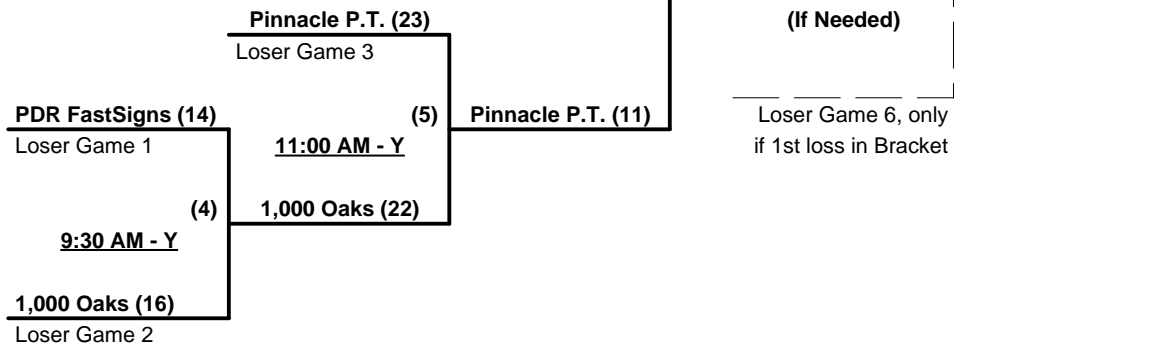 Pinnacle P.T. (23)
(If Needed)
Loser Game 3
PDR FastSigns (14)
(5)
Pinnacle P.T. (11)
Loser Game 6, only
Loser Game 1
11:00 AM - Y
if 1st loss in Bracket
(4)
1,000 Oaks (22)
9:30 AM - Y
1,000 Oaks (16)
Loser Game 2